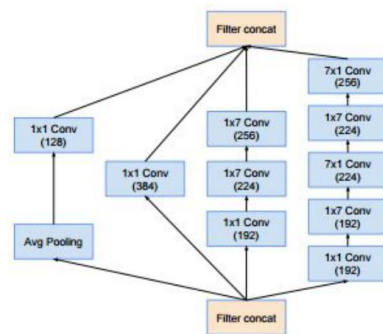 Filter concat
7x1 Conv
(256)
1x1 Conv
(128)
1x7 Conv
(256)
1x7 Conv
(224)
1x1 Conv
(384)
1x7 Conv
(224)
7x1 Conv
(224)
Avg Pooling
1x1 Conv
(192)
1x7 Conv
(192)
1x1 Conv
(192)
Filter concat